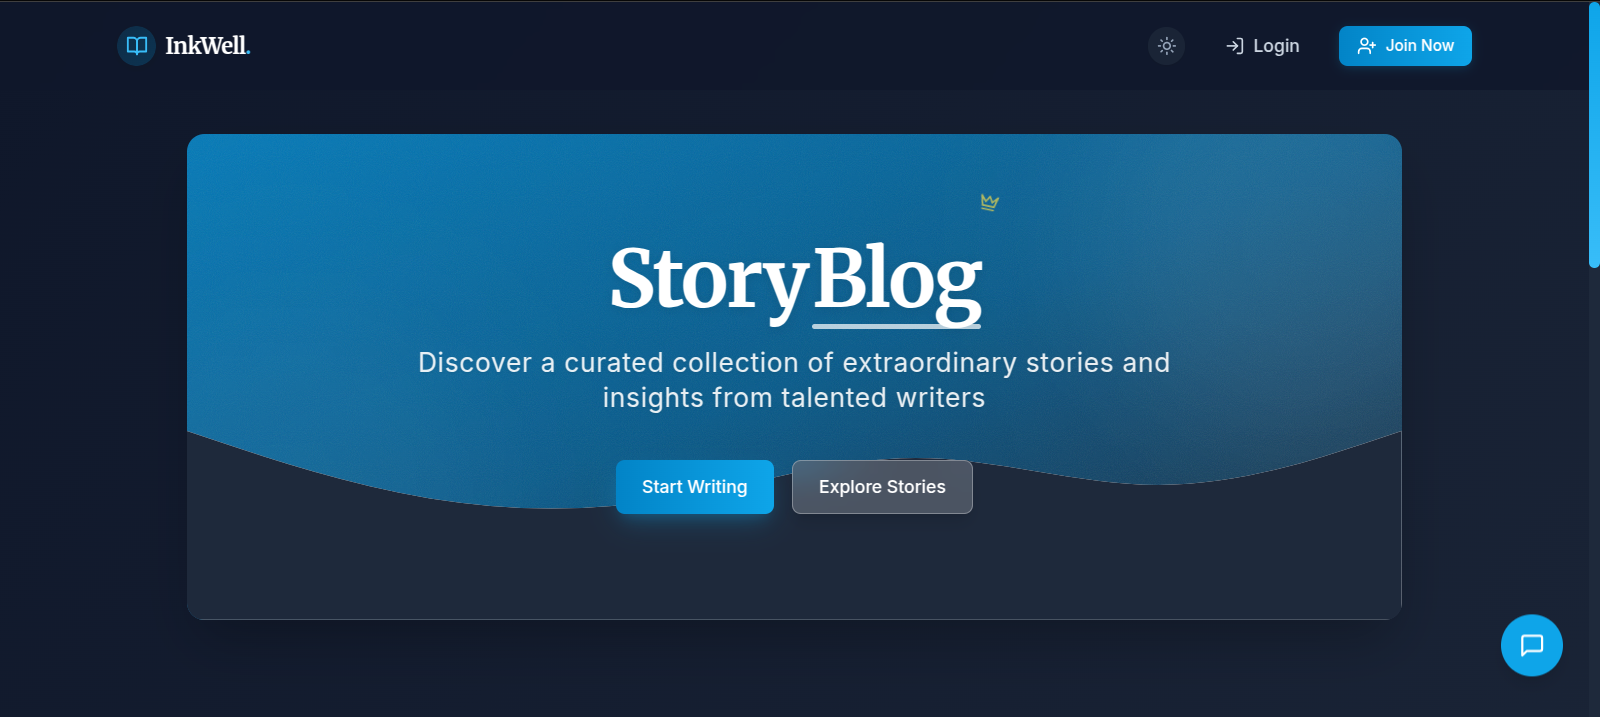 InkWell.
Login
Join Now
StoryBlog
Discover a curated collection of extraordinary stories and
insights from talented writers
Start Writing
Explore Stories